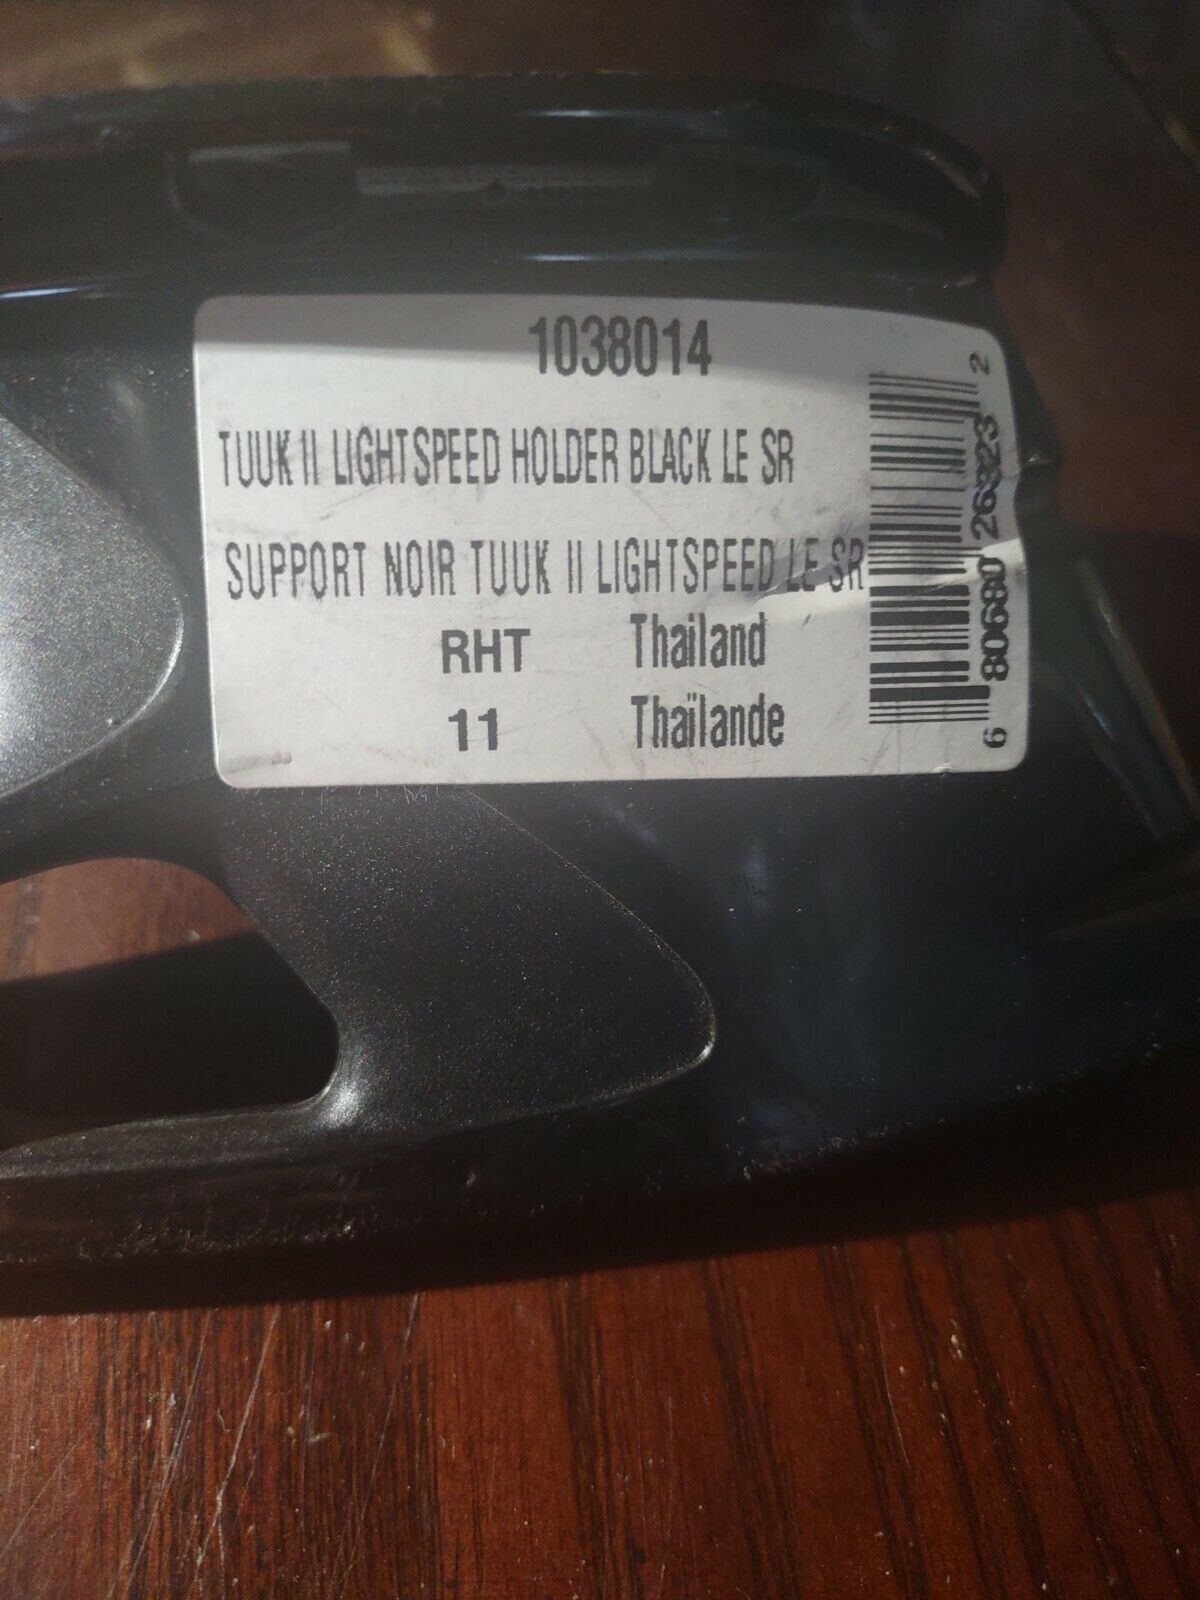 1038014
TUUK II LIGHTSPEED HOLDER BLACK LE SR
SUPPORT NOIR TUUK II LIGHTSPEED LE SR
RHT Thailand
11 Thaïlande
6 80680 26323 2